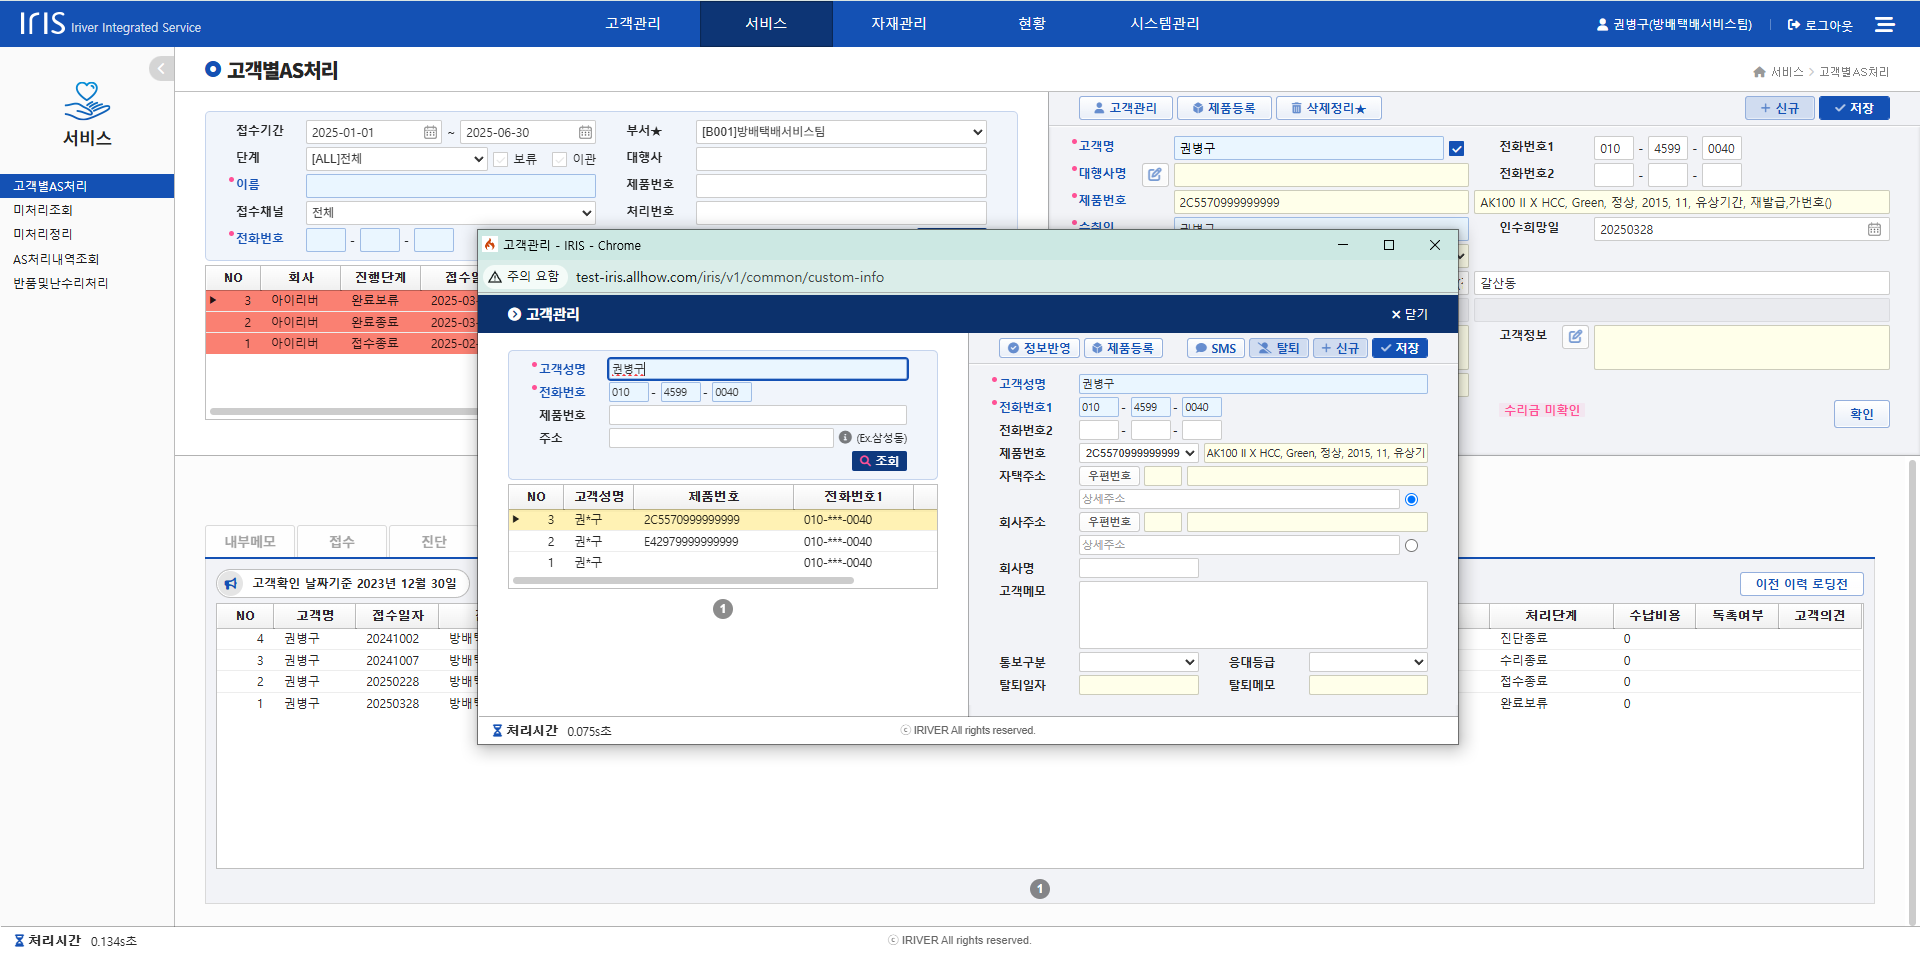 IRIS Iriver Integrated Service
고객관리
서비스
자재관리
현황
시스템관리
권병구(방배택배서비스팀)
로그아웃
서비스
고객별AS처리
미처리조회
미처리정리
AS처리내역조회
반품및난수리처리
고객별AS처리
서비스 > 고객별AS처리
접수기간 2025-01-01 ~ 2025-06-30 부서★ [B001]방배택배서비스팀
단계 [ALL]전체 보류 이관 대행사
이름 제품번호
접수채널 전체 처리번호
전화번호 - -
NO 회사 진행단계 접수일
3 아이리버 완료보류 2025-03-
2 아이리버 완료종료 2025-03-
1 아이리버 접수종료 2025-02-
고객관리 제품등록 삭제정리★ + 신규 저장
고객명 권병구 전화번호1 010 - 4599 - 0040
대행사명 전화번호2 - -
제품번호 2C5570999999999 AK100 II X HCC, Green, 정상, 2015, 11, 유상기간, 재발급,가번호()
수취인 권병구 인수희망일 20250328
갈산동
고객정보
수리금 미확인 확인
고객관리 - IRIS - Chrome
주의 요함 test-iris.allhow.com/iris/v1/common/custom-info
고객관리 × 닫기
고객성명 권병구
전화번호 010 - 4599 - 0040
제품번호
주소 (Ex.삼성동)
조회
NO 고객성명 제품번호 전화번호1
3 권*구 2C5570999999999 010-***-0040
2 권*구 E42979999999999 010-***-0040
1 권*구 010-***-0040
1
정보반영 제품등록 SMS 탈퇴 + 신규 저장
고객성명 권병구
전화번호1 010 - 4599 - 0040
전화번호2 - -
제품번호 2C5570999999999 AK100 II X HCC, Green, 정상, 2015, 11, 유상기
자택주소 우편번호
상세주소
회사주소 우편번호
상세주소
회사명
고객메모
통보구분 응대등급
탈퇴일자 탈퇴메모
처리시간 0.075s초 ⓒ IRIVER All rights reserved.
내부메모 접수 진단
고객확인 날짜기준 2023년 12월 30일 이전 이력 로딩전
NO 고객명 접수일자 처리단계 수납비용 독촉여부 고객의견
4 권병구 20241002 방배택 진단종료 0
3 권병구 20241007 방배택 수리종료 0
2 권병구 20250228 방배택 접수종료 0
1 권병구 20250328 방배택 완료보류 0
1
처리시간 0.134s초 ⓒ IRIVER All rights reserved.